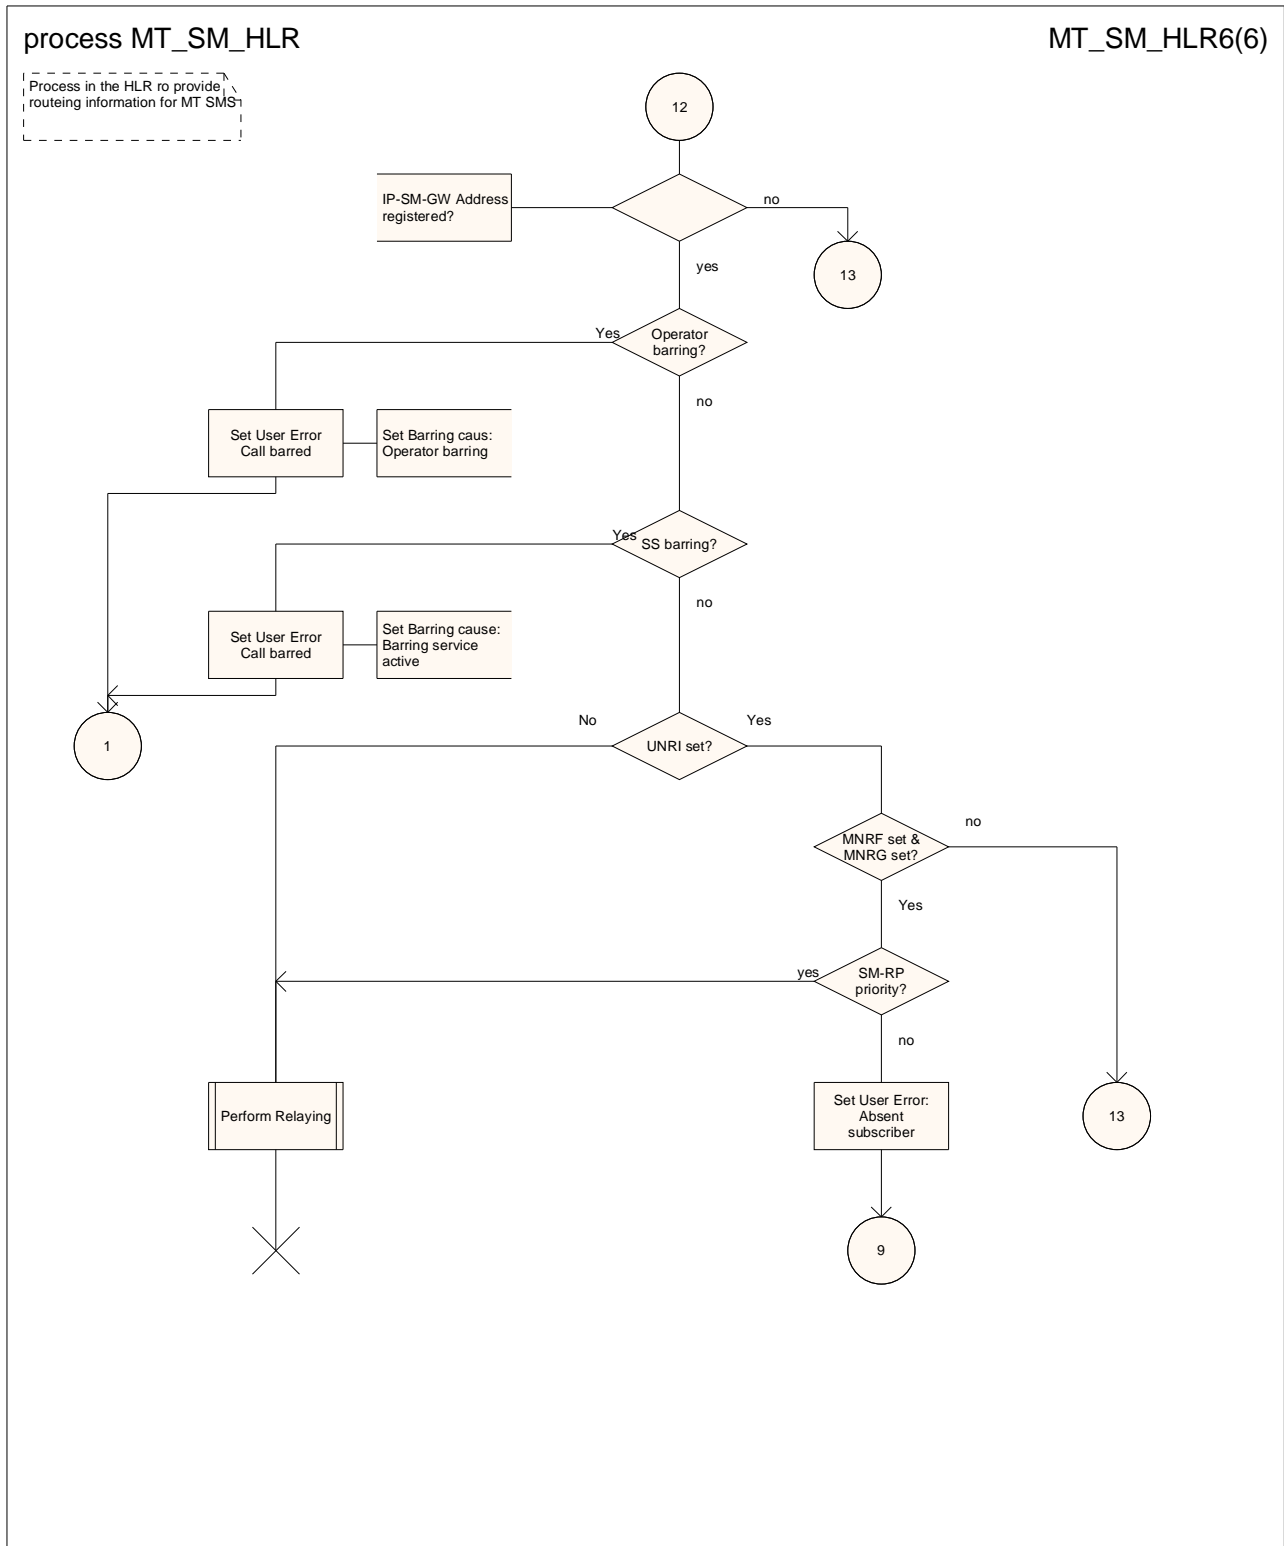 process MT_SM_HLR
MT_SM_HLR6(6)
Process in the HLR ro provide
routeing information for MT SMS
12
IP-SM-GW Address
registered?
no
13
yes
Yes
Operator
barring?
no
Set User Error
Call barred
Set Barring caus:
Operator barring
Yes
SS barring?
no
Set User Error
Call barred
Set Barring cause:
Barring service
active
1
No
UNRI set?
Yes
MNRF set &
MNRG set?
no
Yes
yes
SM-RP
priority?
no
Perform Relaying
Set User Error:
Absent
subscriber
13
9